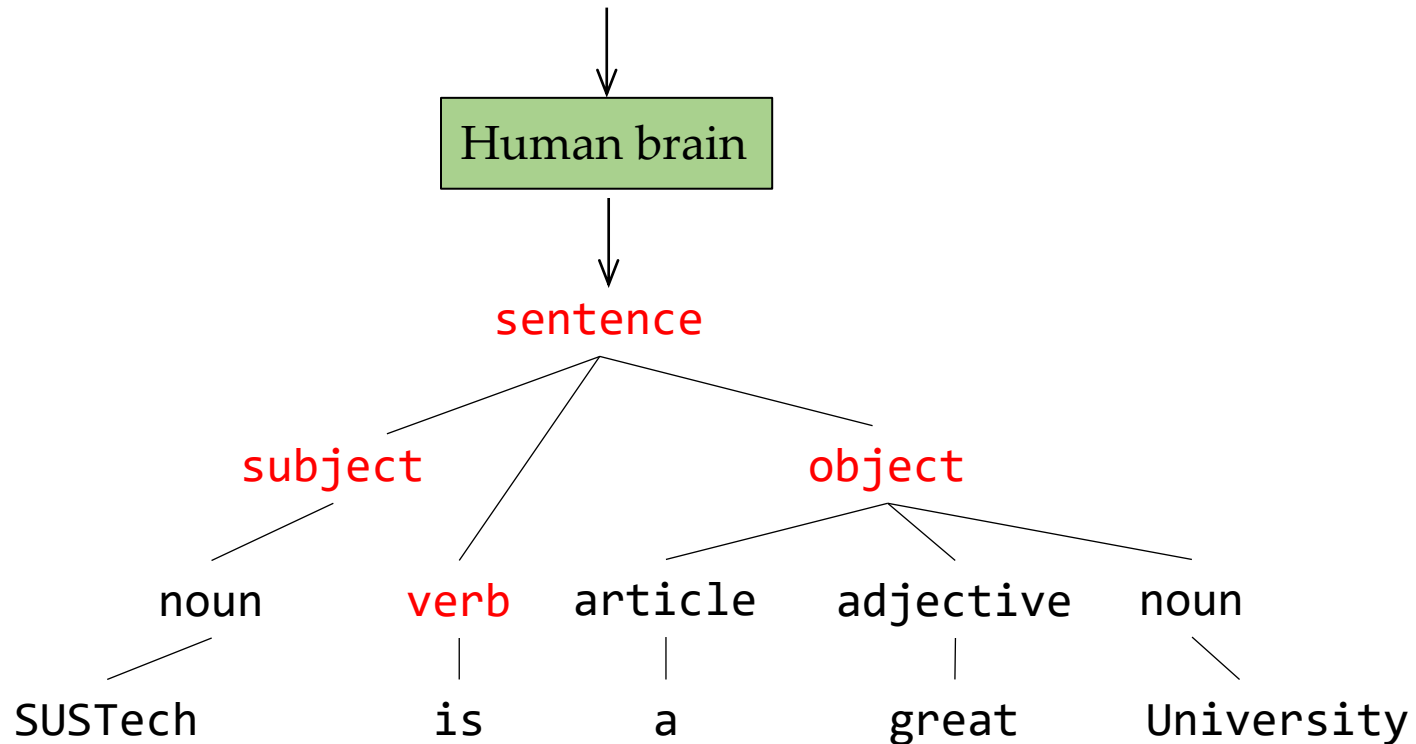 Human brain
sentence
subject object
noun verb article adjective noun
SUSTech is a great University